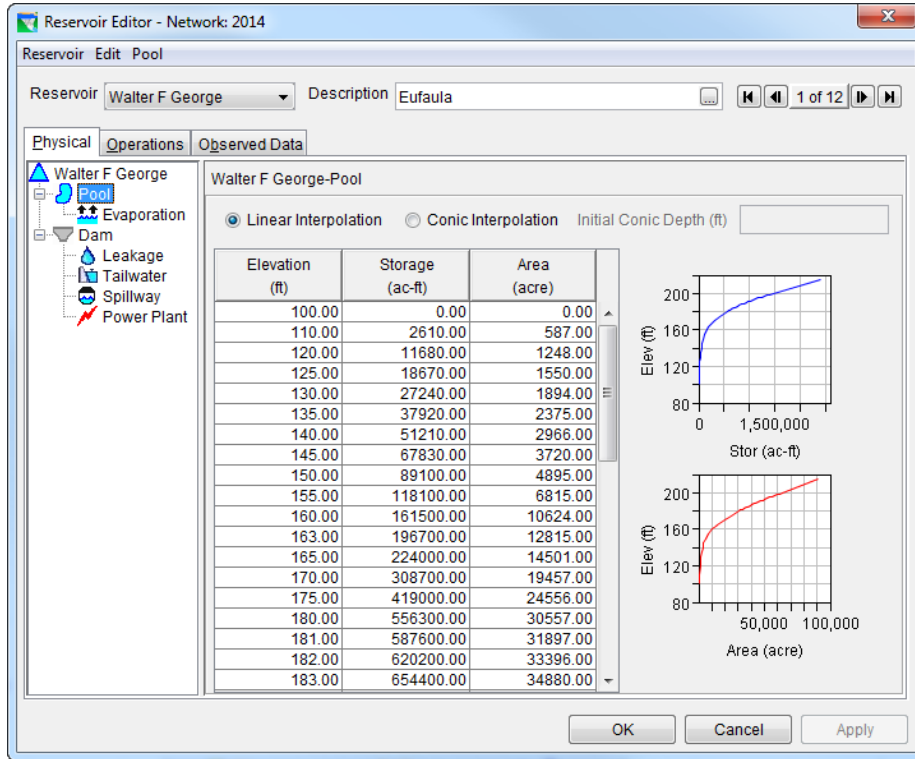 Reservoir Editor - Network: 2014
Reservoir Edit Pool
Reservoir Walter F George Description Eufaula ... 1 of 12
Physical Operations Observed Data
Walter F George
Pool
Evaporation
Dam
Leakage
Tailwater
Spillway
Power Plant
Walter F George-Pool
Linear Interpolation Conic Interpolation Initial Conic Depth (ft)
Elevation (ft) Storage (ac-ft) Area (acre)
100.00 0.00 0.00
110.00 2610.00 587.00
120.00 11680.00 1248.00
125.00 18670.00 1550.00
130.00 27240.00 1894.00
135.00 37920.00 2375.00
140.00 51210.00 2966.00
145.00 67830.00 3720.00
150.00 89100.00 4895.00
155.00 118100.00 6815.00
160.00 161500.00 10624.00
163.00 196700.00 12815.00
165.00 224000.00 14501.00
170.00 308700.00 19457.00
175.00 419000.00 24556.00
180.00 556300.00 30557.00
181.00 587600.00 31897.00
182.00 620200.00 33396.00
183.00 654400.00 34880.00
Elev (ft)
200
160
120
80
0 1,500,000
Stor (ac-ft)
Elev (ft)
200
160
120
80
50,000 100,000
Area (acre)
OK Cancel Apply